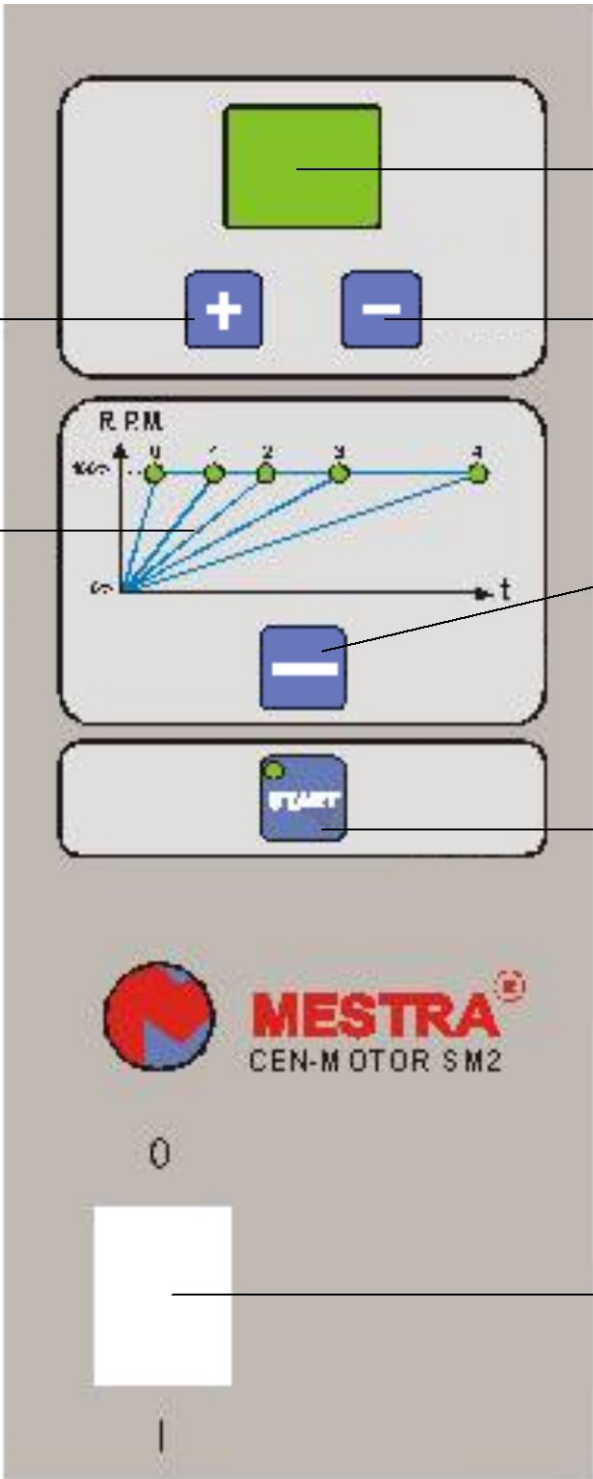 + −
R.P.M.
0 1 2 3 4
t
START
MESTRA®
CEN-MOTOR SM2
0
I